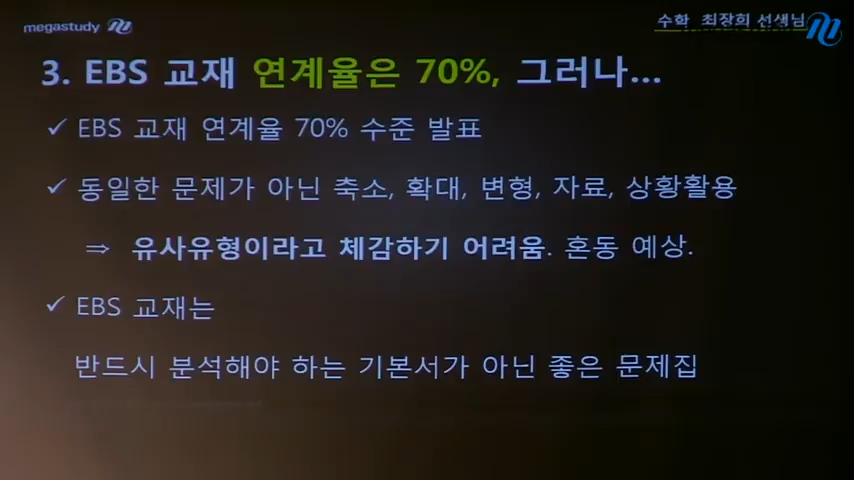 megastudy
수학 최장희 선생님
3. EBS 교재 연계율은 70%, 그러나...
✓ EBS 교재 연계율 70% 수준 발표
✓ 동일한 문제가 아닌 축소, 확대, 변형, 자료, 상황활용
⇒ 유사유형이라고 체감하기 어려움. 혼동 예상.
✓ EBS 교재는
반드시 분석해야 하는 기본서가 아닌 좋은 문제집